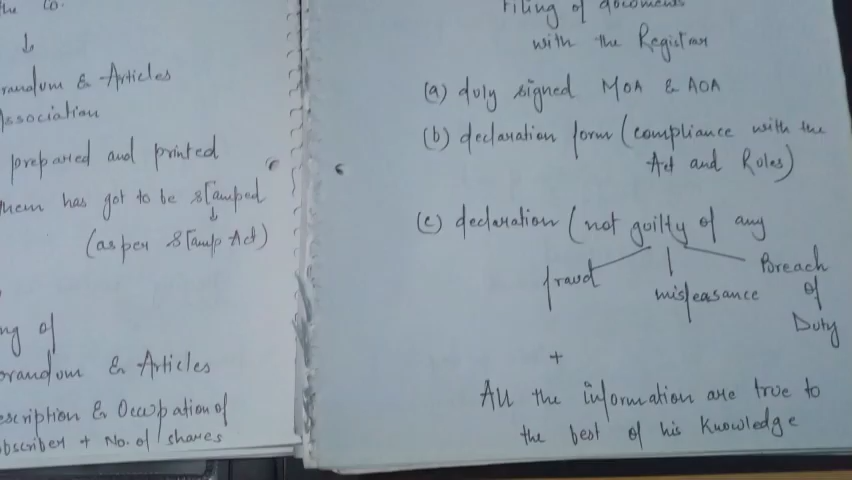 the Co.
↓
randum & Articles
Association
prepared and printed
them has got to be stamped
↓
(as per Stamp Act)
ng of
orandum & Articles
escription & Occupation of
bscriber + No. of shares
Filing of documents
with the Registrar
(a) duly signed MOA & AOA
(b) declaration form (compliance with the
Act and Rules)
(c) declaration (not guilty of any
fraud misfeasance Breach
of
Duty
+
All the information are true to
the best of his knowledge